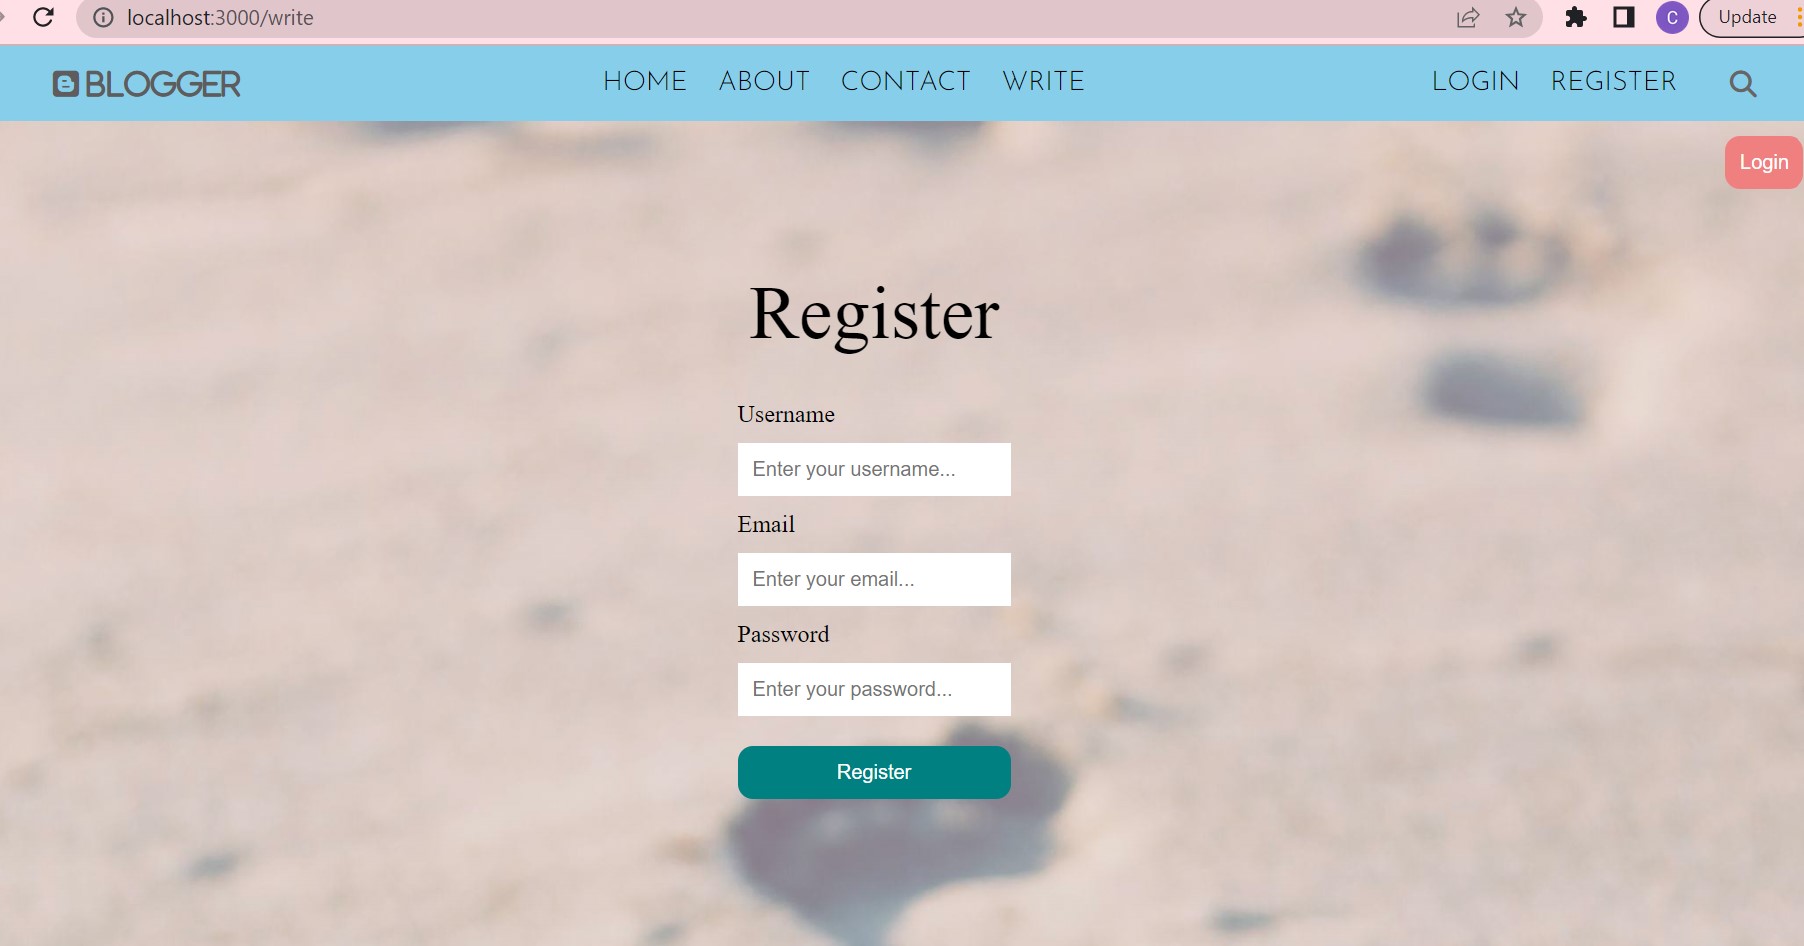 localhost:3000/write
C
Update
BLOGGER
HOME ABOUT CONTACT WRITE
LOGIN REGISTER
Login
Register
Username
Enter your username...
Email
Enter your email...
Password
Enter your password...
Register